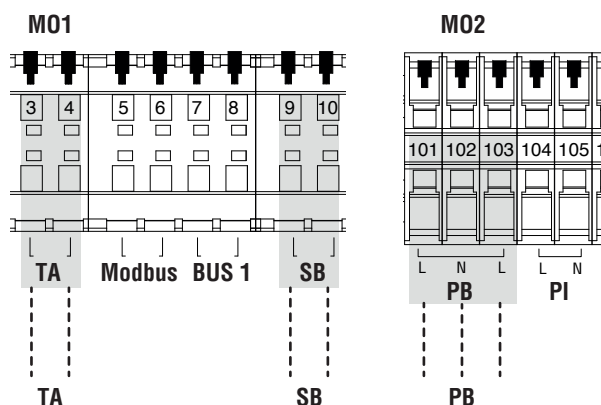 MO1 MO2
3 4 5 6 7 8 9 10
101 102 103 104 105
L N L L N
TA Modbus BUS 1 SB PB PI
TA SB PB